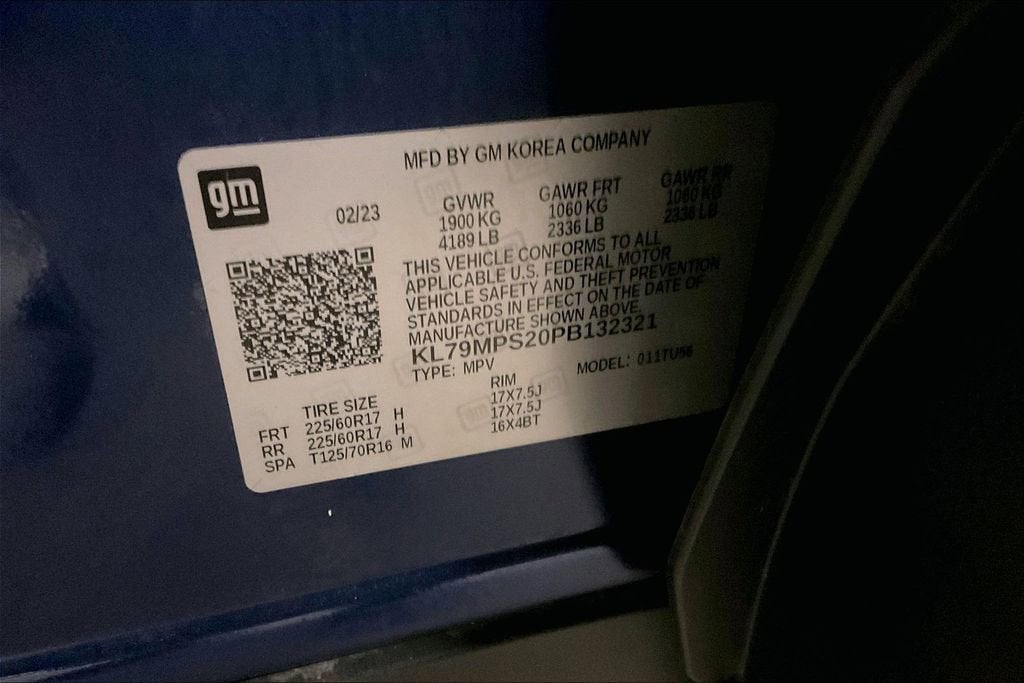 gm
MFD BY GM KOREA COMPANY
02/23
GVWR GAWR FRT GAWR RR
1900 KG 1060 KG 1060 KG
4189 LB 2336 LB 2336 LB
THIS VEHICLE CONFORMS TO ALL
APPLICABLE U.S. FEDERAL MOTOR
VEHICLE SAFETY AND THEFT PREVENTION
STANDARDS IN EFFECT ON THE DATE OF
MANUFACTURE SHOWN ABOVE.
KL79MPS20PB132321
TYPE: MPV MODEL: 011TU56
TIRE SIZE RIM
FRT 225/60R17 H 17X7.5J
RR 225/60R17 H 17X7.5J
SPA T125/70R16 M 16X4BT